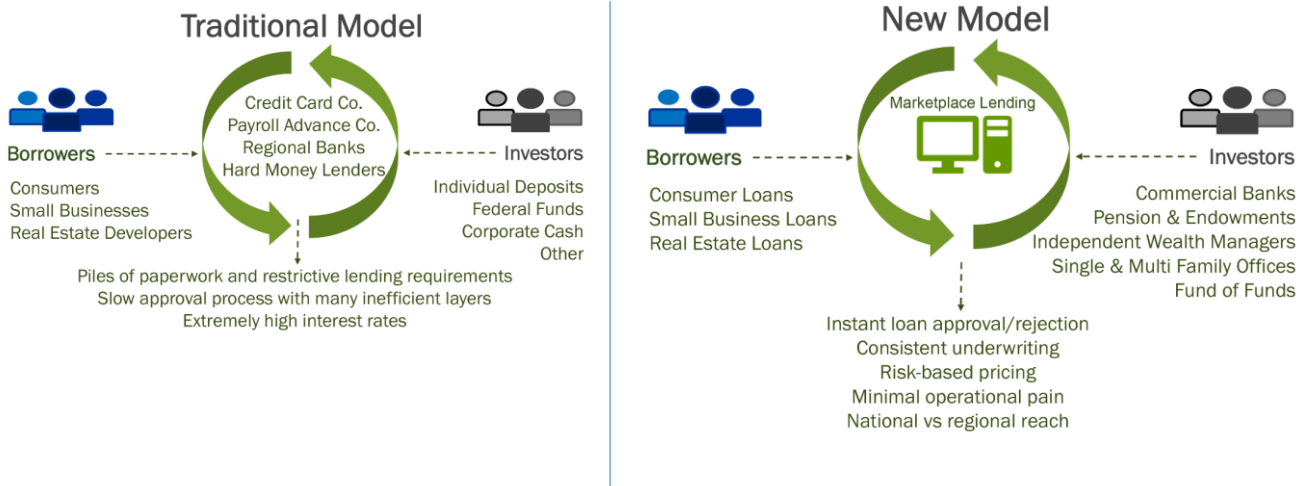 Traditional Model
Credit Card Co.
Payroll Advance Co.
Regional Banks
Hard Money Lenders
Borrowers
Consumers
Small Businesses
Real Estate Developers
Investors
Individual Deposits
Federal Funds
Corporate Cash
Other
Piles of paperwork and restrictive lending requirements
Slow approval process with many inefficient layers
Extremely high interest rates
New Model
Marketplace Lending
Borrowers
Consumer Loans
Small Business Loans
Real Estate Loans
Investors
Commercial Banks
Pension & Endowments
Independent Wealth Managers
Single & Multi Family Offices
Fund of Funds
Instant loan approval/rejection
Consistent underwriting
Risk-based pricing
Minimal operational pain
National vs regional reach